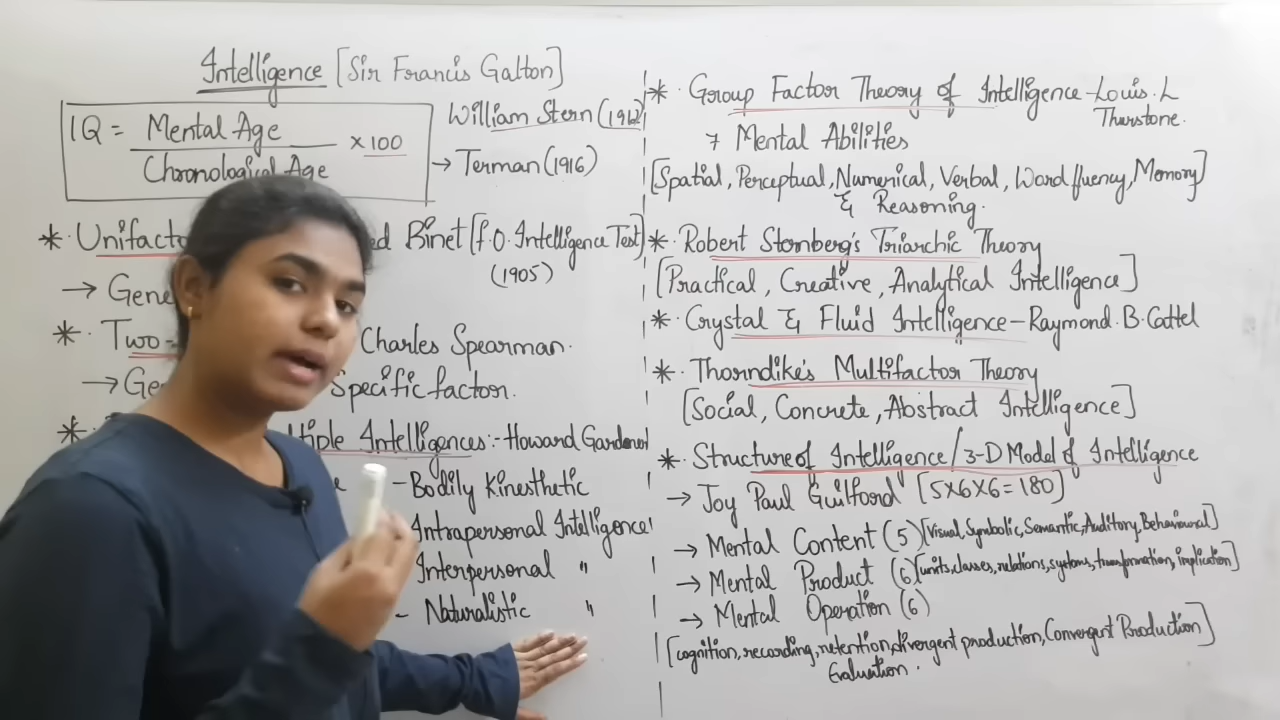 Intelligence [Sir Francis Galton]
IQ = Mental Age
Chronological Age
× 100
William Stern (1912)
→ Terman (1916)
* Unifacto
ed Binet [f.o. Intelligence Test]
(1905)
→ Gene
* Two-
Charles Spearman.
→ Ge
Specific factor.
*
ltiple Intelligences:- Howard Gardener
e
- Bodily Kinesthetic
Intrapersonal Intelligence
Interpersonal "
- Naturalistic "
* Group Factor Theory of Intelligence - Louis. L
Thurstone.
7 Mental Abilities
[Spatial, Perceptual, Numerical, Verbal, Word fluency, Memory]
& Reasoning.
* Robert Sternberg's Triarchic Theory
[Practical, Creative, Analytical Intelligence]
* Crystal & Fluid Intelligence - Raymond. B. Cattel
* Thorndike's Multifactor Theory
[Social, Concrete, Abstract Intelligence]
* Structure of Intelligence / 3-D Model of Intelligence
→ Joy Paul Guilford [5×6×6 = 180]
→ Mental Content (5) [Visual, Symbolic, Semantic, Auditory, Behavioural]
→ Mental Product (6) [units, classes, relations, systems, transformation, implication]
→ Mental Operation (6)
[cognition, recording, retention, divergent production, Convergent Production]
Evaluation.